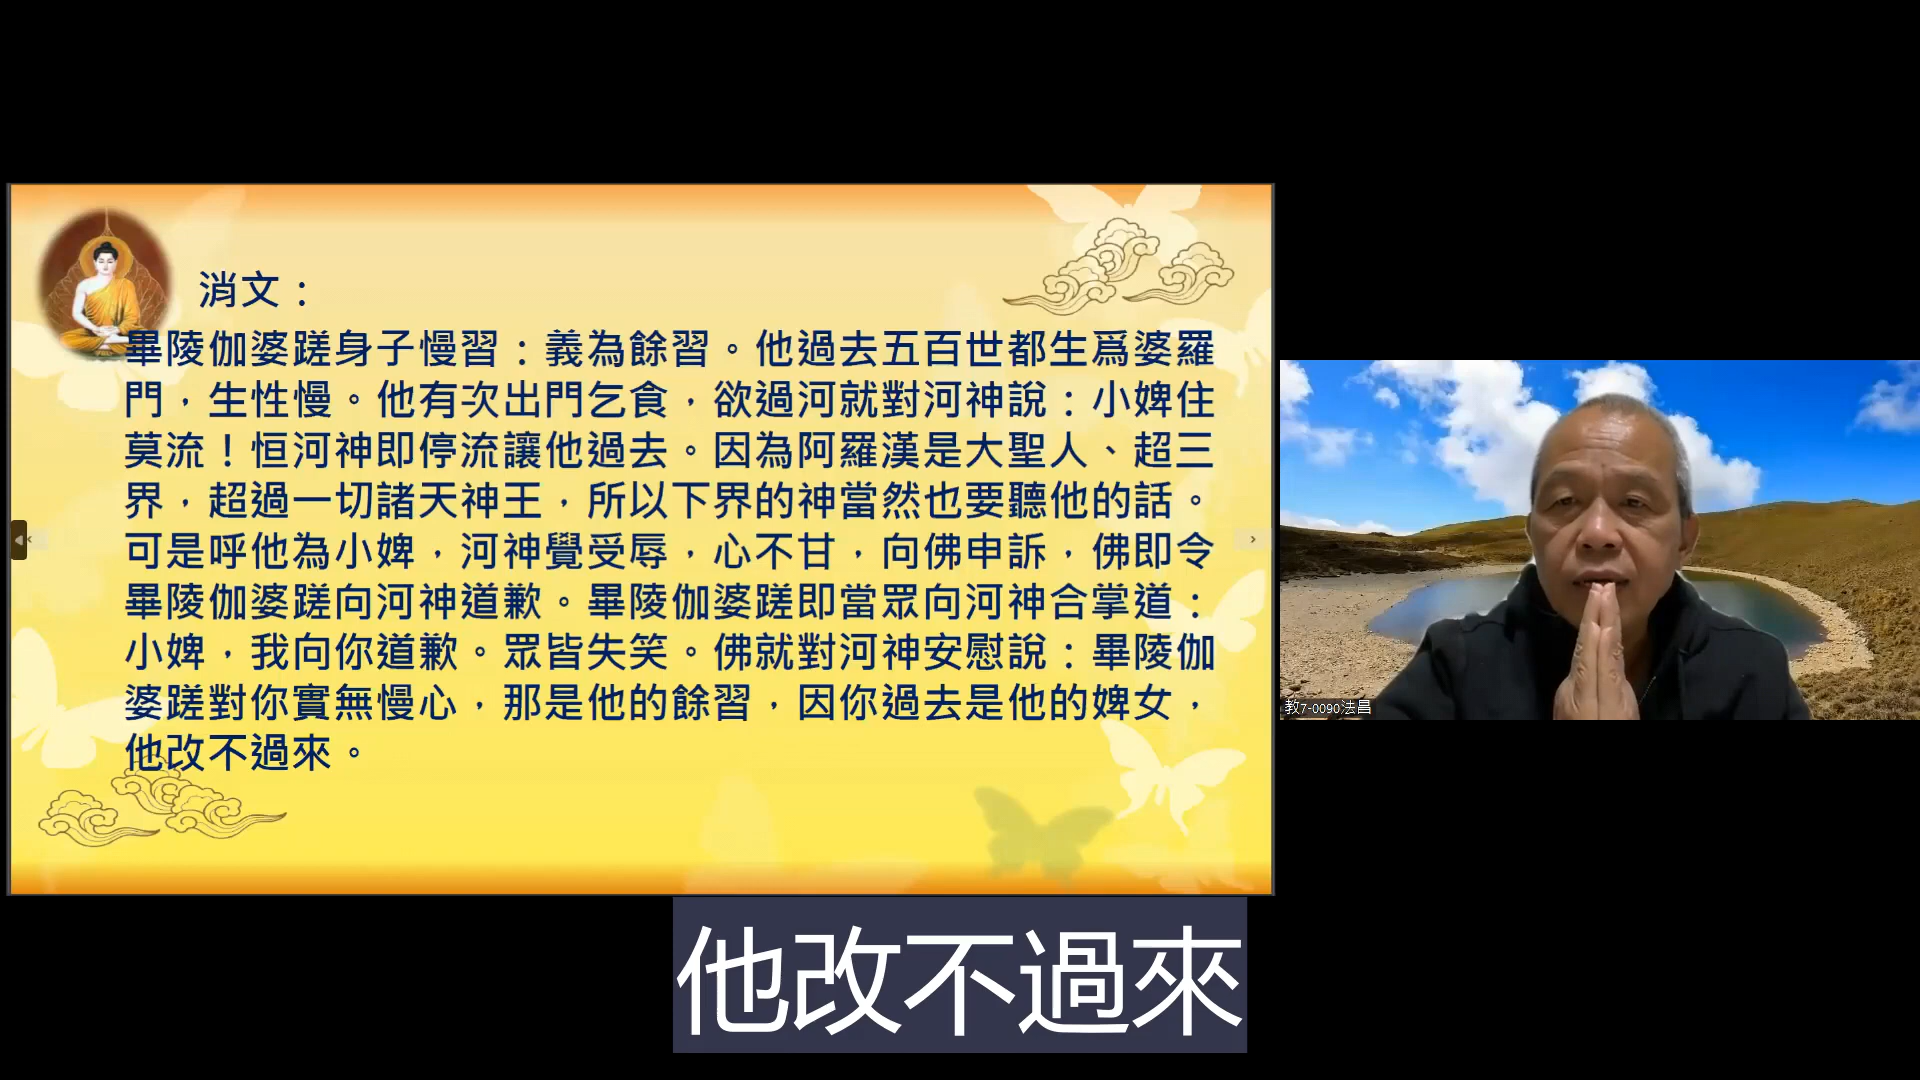 消文：
畢陵伽婆蹉身子慢習：義為餘習。他過去五百世都生爲婆羅
門，生性慢。他有次出門乞食，欲過河就對河神說：小婢住
莫流！恒河神即停流讓他過去。因為阿羅漢是大聖人、超三
界，超過一切諸天神王，所以下界的神當然也要聽他的話。
可是呼他為小婢，河神覺受辱，心不甘，向佛申訴，佛即令
畢陵伽婆蹉向河神道歉。畢陵伽婆蹉即當眾向河神合掌道：
小婢，我向你道歉。眾皆失笑。佛就對河神安慰說：畢陵伽
婆蹉對你實無慢心，那是他的餘習，因你過去是他的婢女，
他改不過來。
教7-0090法昌
他改不過來